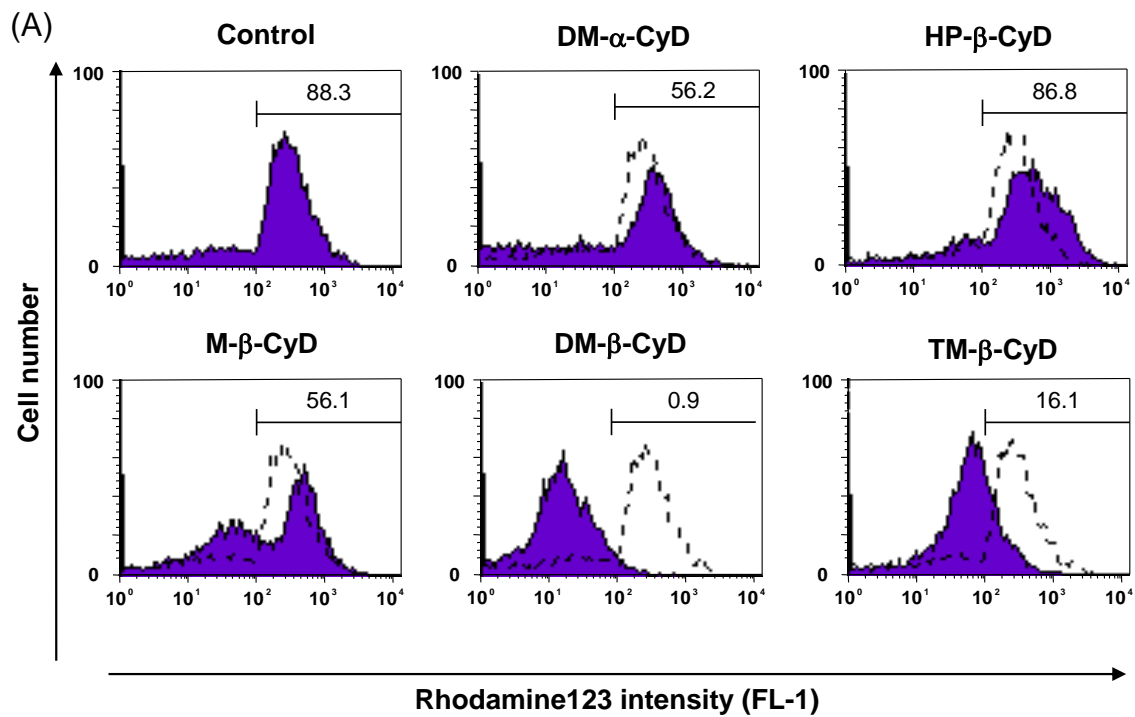 (A)
Control
DM-α-CyD
HP-β-CyD
100
88.3
0
10⁰ 10¹ 10² 10³ 10⁴
100
56.2
0
10⁰ 10¹ 10² 10³ 10⁴
100
86.8
0
10⁰ 10¹ 10² 10³ 10⁴
Cell number
M-β-CyD
DM-β-CyD
TM-β-CyD
100
56.1
0
10⁰ 10¹ 10² 10³ 10⁴
100
0.9
0
10⁰ 10¹ 10² 10³ 10⁴
100
16.1
0
10⁰ 10¹ 10² 10³ 10⁴
Rhodamine123 intensity (FL-1)